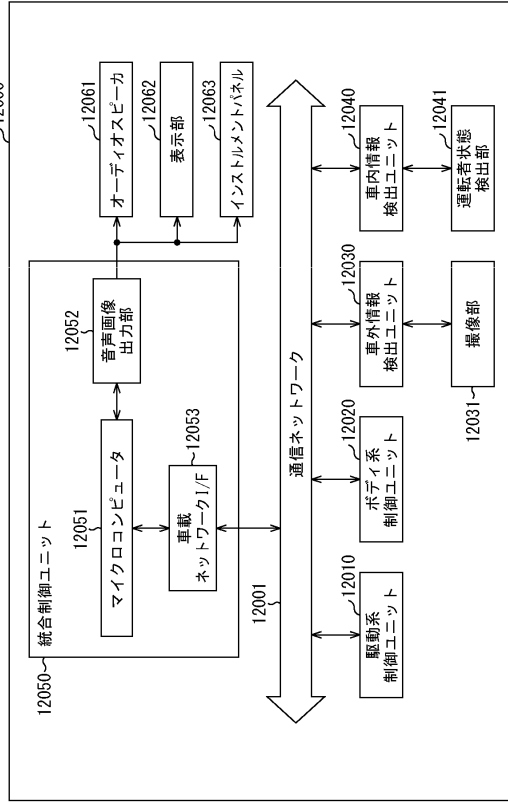 12050
統合制御ユニット
12051
マイクロコンピュータ
12052
音声画像
出力部
12053
車載
ネットワークI/F
12061
オーディオスピーカ
12062
表示部
12063
インストルメントパネル
12001
通信ネットワーク
12010
駆動系
制御ユニット
12020
ボディ系
制御ユニット
12030
車外情報
検出ユニット
12040
車内情報
検出ユニット
12031
撮像部
12041
運転者状態
検出部